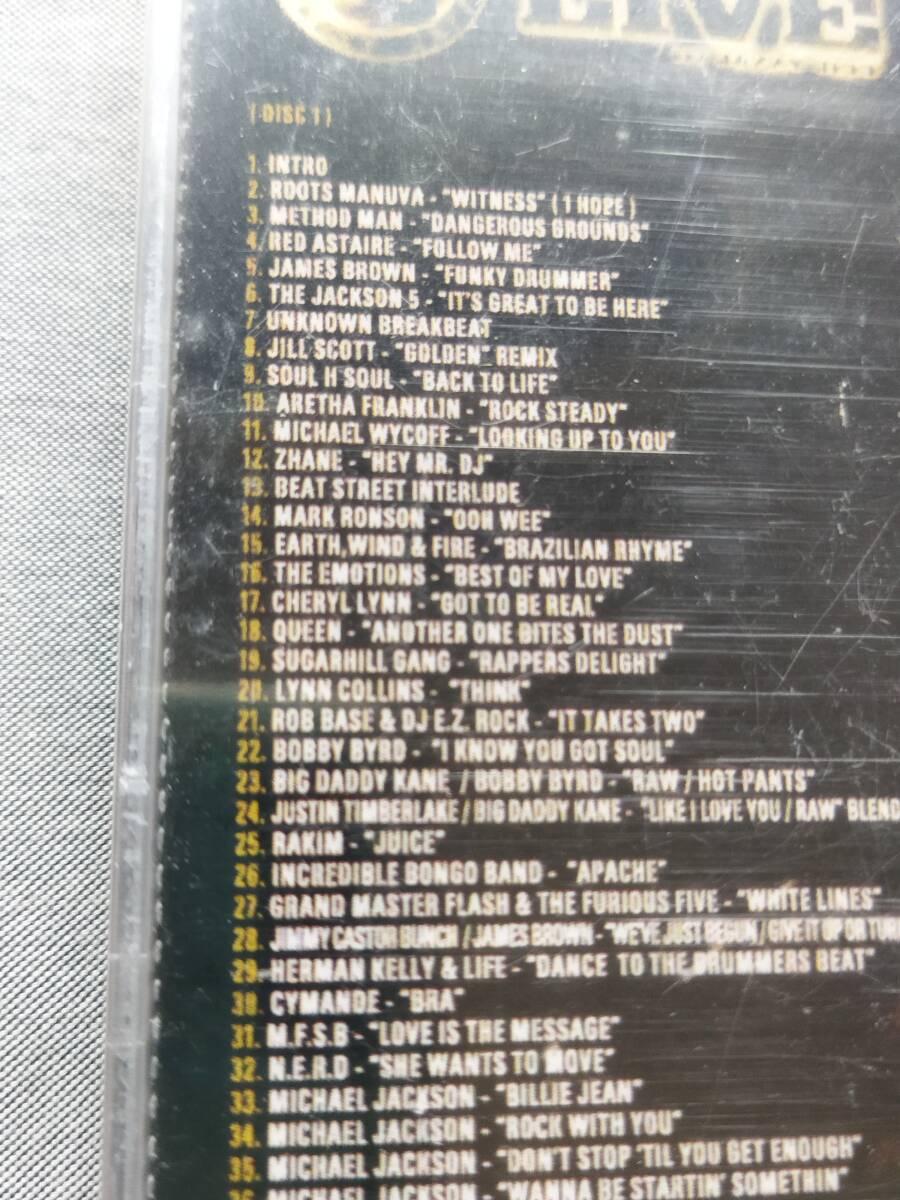 LIVE
( DISC 1 )
1. INTRO
2. ROOTS MANUVA - "WITNESS" ( 1 HOPE )
3. METHOD MAN - "DANGEROUS GROUNDS"
4. RED ASTAIRE - "FOLLOW ME"
5. JAMES BROWN - "FUNKY DRUMMER"
6. THE JACKSON 5 - "IT'S GREAT TO BE HERE"
7. UNKNOWN BREAKBEAT
8. JILL SCOTT - "GOLDEN" REMIX
9. SOUL II SOUL - "BACK TO LIFE"
10. ARETHA FRANKLIN - "ROCK STEADY"
11. MICHAEL WYCOFF - "LOOKING UP TO YOU"
12. ZHANE - "HEY MR. DJ"
13. BEAT STREET INTERLUDE
14. MARK RONSON - "OOH WEE"
15. EARTH,WIND & FIRE - "BRAZILIAN RHYME"
16. THE EMOTIONS - "BEST OF MY LOVE"
17. CHERYL LYNN - "GOT TO BE REAL"
18. QUEEN - "ANOTHER ONE BITES THE DUST"
19. SUGARHILL GANG - "RAPPERS DELIGHT"
20. LYNN COLLINS - "THINK"
21. ROB BASE & DJ E.Z. ROCK - "IT TAKES TWO"
22. BOBBY BYRD - "I KNOW YOU GOT SOUL"
23. BIG DADDY KANE / BOBBY BYRD - "RAW / HOT PANTS"
24. JUSTIN TIMBERLAKE / BIG DADDY KANE - "LIKE I LOVE YOU / RAW" BLEND
25. RAKIM - "JUICE"
26. INCREDIBLE BONGO BAND - "APACHE"
27. GRAND MASTER FLASH & THE FURIOUS FIVE - "WHITE LINES"
28. JIMMY CASTOR BUNCH / JAMES BROWN - "WE'VE JUST BEGUN / GIVE IT UP OR TUR
29. HERMAN KELLY & LIFE - "DANCE TO THE DRUMMERS BEAT"
30. CYMANDE - "BRA"
31. M.F.S.B - "LOVE IS THE MESSAGE"
32. N.E.R.D - "SHE WANTS TO MOVE"
33. MICHAEL JACKSON - "BILLIE JEAN"
34. MICHAEL JACKSON - "ROCK WITH YOU"
35. MICHAEL JACKSON - "DON'T STOP 'TIL YOU GET ENOUGH"
36. MICHAEL JACKSON - "WANNA BE STARTIN' SOMETHIN'